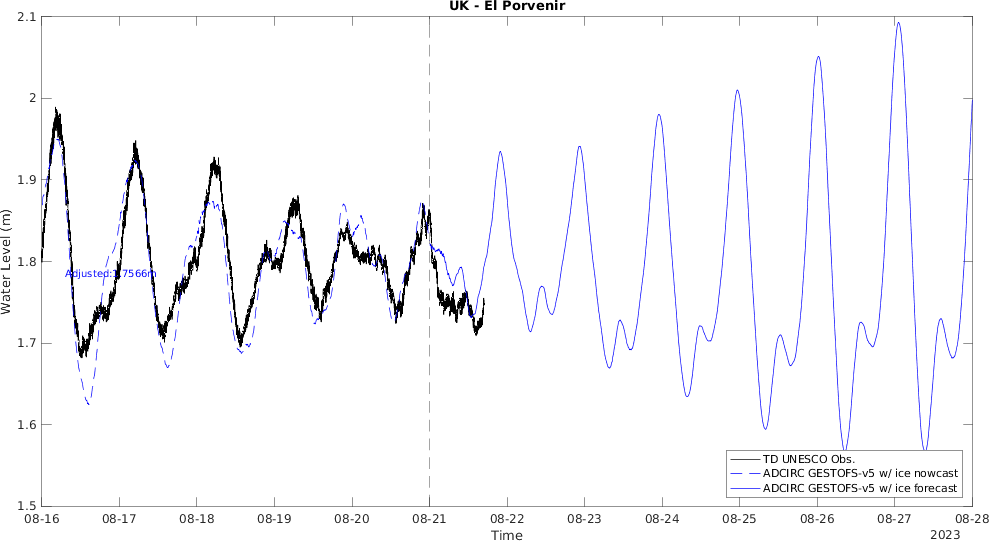 UK - El Porvenir
2.1
2
1.9
1.8
1.7
1.6
1.5
Water Level (m)
Adjusted:1.7566m
TD UNESCO Obs.
ADCIRC GESTOFS-v5 w/ ice nowcast
ADCIRC GESTOFS-v5 w/ ice forecast
08-16 08-17 08-18 08-19 08-20 08-21 08-22 08-23 08-24 08-25 08-26 08-27 08-28
Time
2023